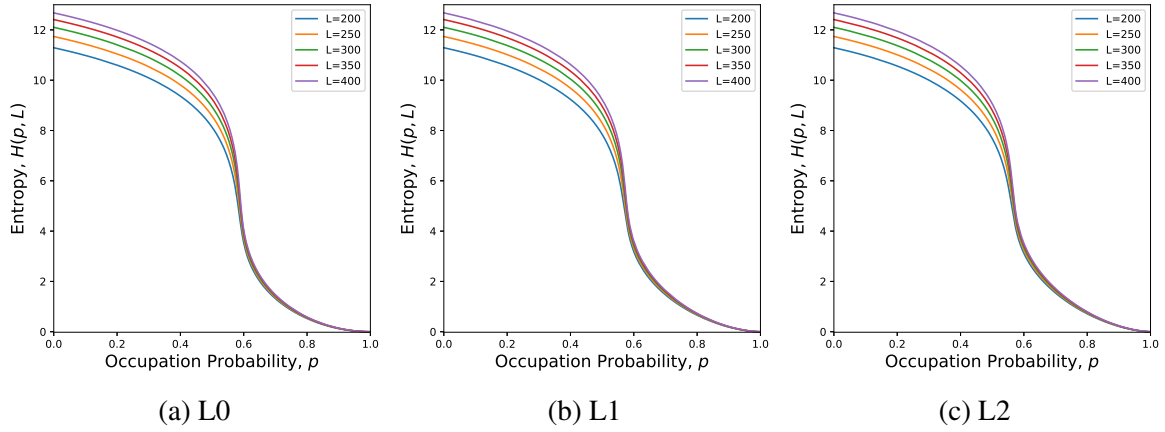 12
10
8
6
4
2
0
Entropy, H(p, L)
0.0 0.2 0.4 0.6 0.8 1.0
Occupation Probability, p
L=200
L=250
L=300
L=350
L=400
(a) L0
12
10
8
6
4
2
0
Entropy, H(p, L)
0.0 0.2 0.4 0.6 0.8 1.0
Occupation Probability, p
L=200
L=250
L=300
L=350
L=400
(b) L1
12
10
8
6
4
2
0
Entropy, H(p, L)
0.0 0.2 0.4 0.6 0.8 1.0
Occupation Probability, p
L=200
L=250
L=300
L=350
L=400
(c) L2